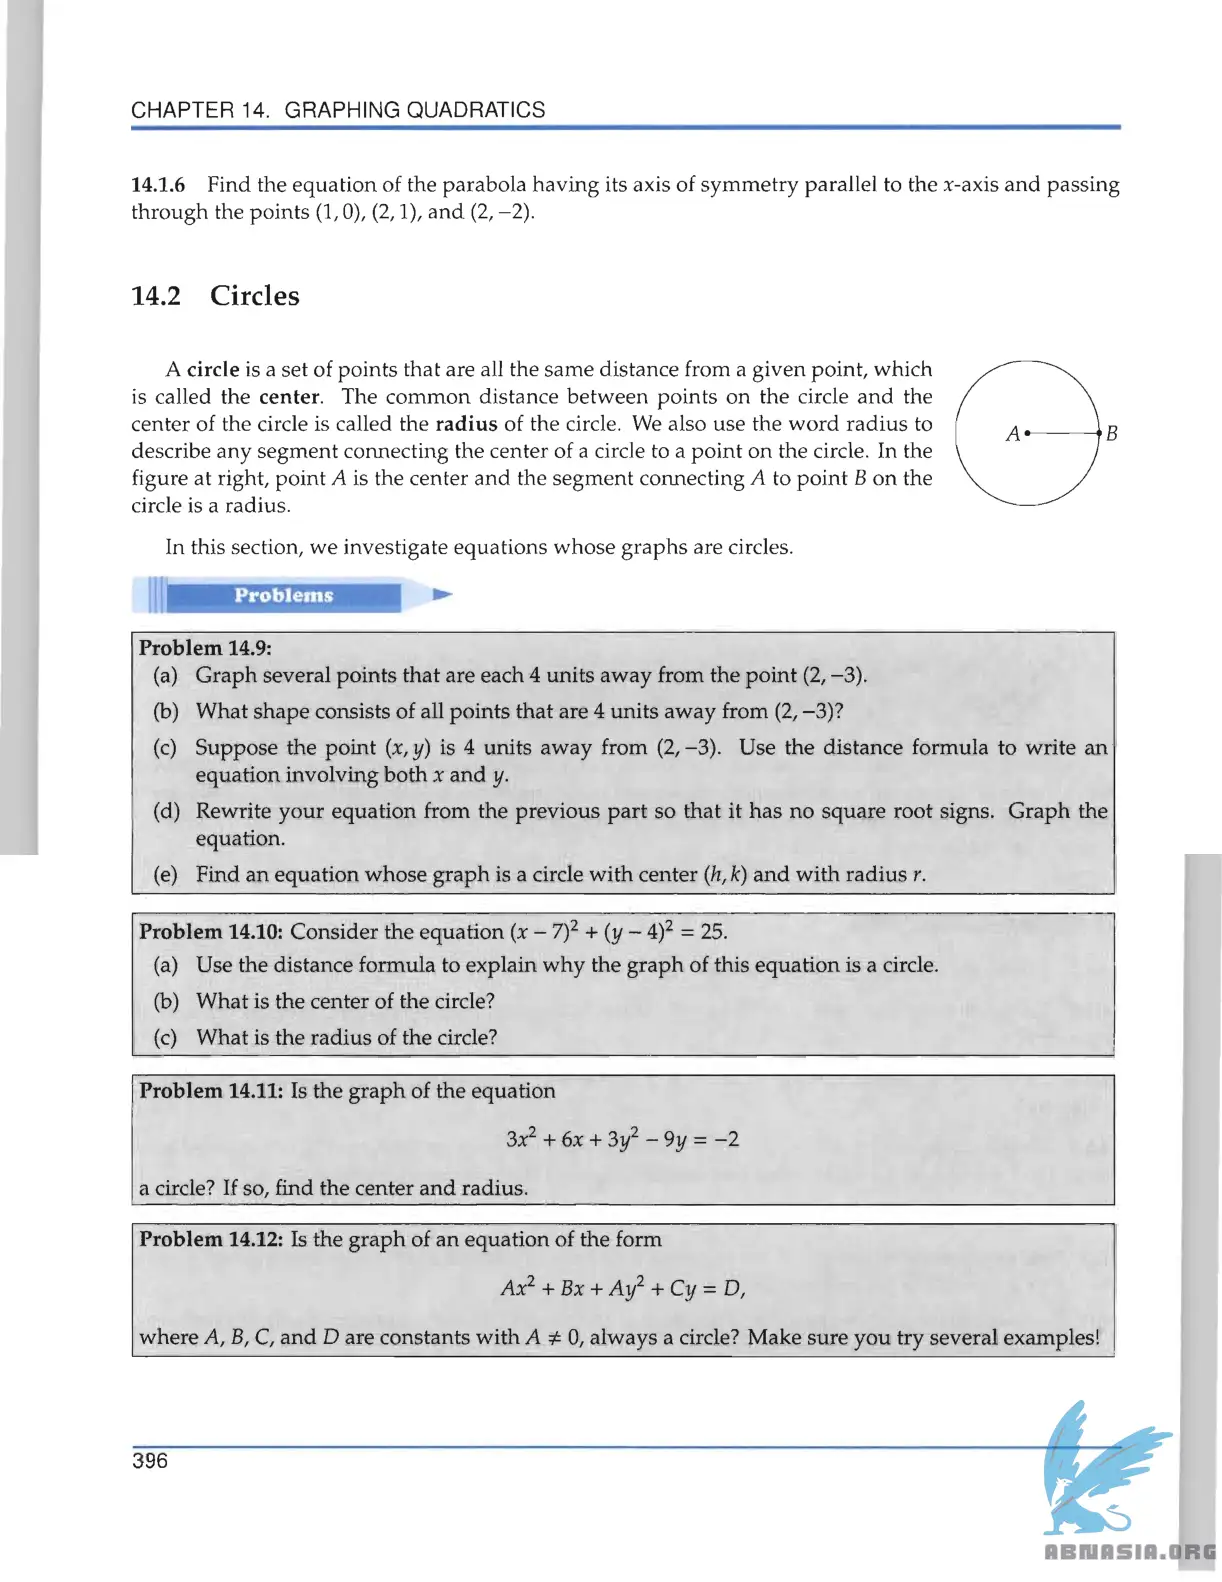 CHAPTER 14. GRAPHING QUADRATICS
14.1.6 Find the equation of the parabola having its axis of symmetry parallel to the x-axis and passing
through the points (1, 0), (2, 1), and (2, −2).
14.2 Circles
A circle is a set of points that are all the same distance from a given point, which
is called the center. The common distance between points on the circle and the
center of the circle is called the radius of the circle. We also use the word radius to
describe any segment connecting the center of a circle to a point on the circle. In the
figure at right, point A is the center and the segment connecting A to point B on the
circle is a radius.
A
B
In this section, we investigate equations whose graphs are circles.
Problems
Problem 14.9:
(a) Graph several points that are each 4 units away from the point (2, −3).
(b) What shape consists of all points that are 4 units away from (2, −3)?
(c) Suppose the point (x, y) is 4 units away from (2, −3). Use the distance formula to write an
equation involving both x and y.
(d) Rewrite your equation from the previous part so that it has no square root signs. Graph the
equation.
(e) Find an equation whose graph is a circle with center (h, k) and with radius r.
Problem 14.10: Consider the equation (x − 7)² + (y − 4)² = 25.
(a) Use the distance formula to explain why the graph of this equation is a circle.
(b) What is the center of the circle?
(c) What is the radius of the circle?
Problem 14.11: Is the graph of the equation
3x² + 6x + 3y² − 9y = −2
a circle? If so, find the center and radius.
Problem 14.12: Is the graph of an equation of the form
Ax² + Bx + Ay² + Cy = D,
where A, B, C, and D are constants with A ≠ 0, always a circle? Make sure you try several examples!
396
ABNASIA.ORG